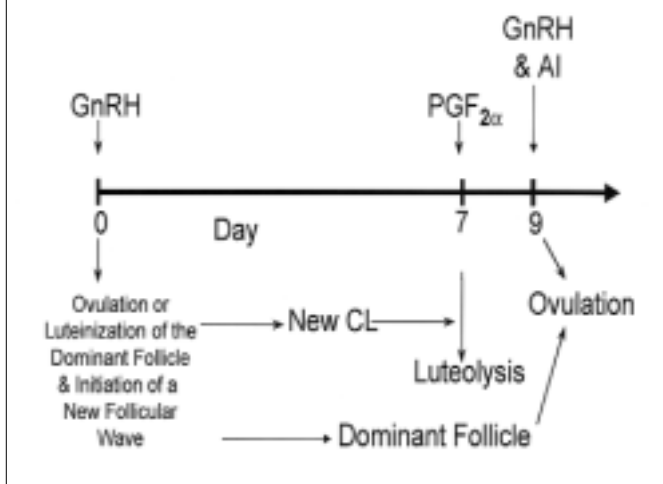 GnRH
& AI
GnRH
PGF2α
0
Day
7
9
Ovulation or
Luteinization of the
Dominant Follicle
& Initiation of a
New Follicular
Wave
New CL
Luteolysis
Ovulation
Dominant Follicle